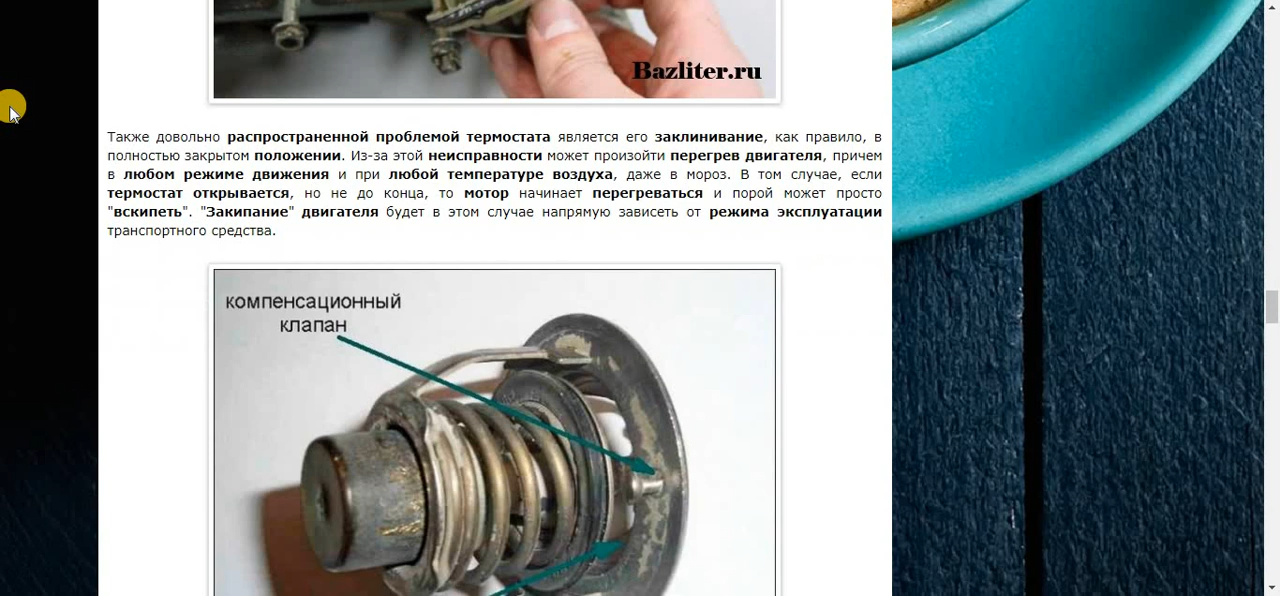 Bazliter.ru
Также довольно распространенной проблемой термостата является его заклинивание, как правило, в
полностью закрытом положении. Из-за этой неисправности может произойти перегрев двигателя, причем
в любом режиме движения и при любой температуре воздуха, даже в мороз. В том случае, если
термостат открывается, но не до конца, то мотор начинает перегреваться и порой может просто
"вскипеть". "Закипание" двигателя будет в этом случае напрямую зависеть от режима эксплуатации
транспортного средства.
компенсационный
клапан